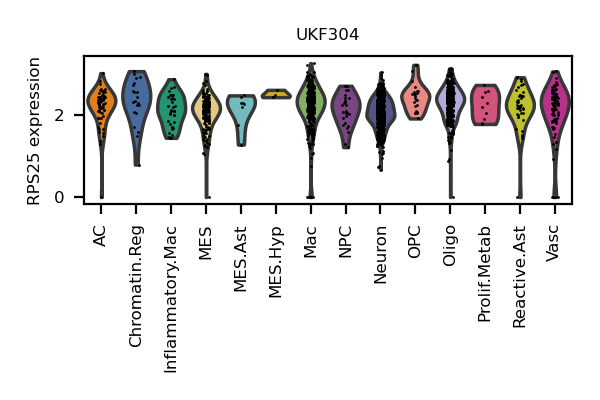 UKF304
RPS25 expression
2
0
AC
Chromatin.Reg
Inflammatory.Mac
MES
MES.Ast
MES.Hyp
Mac
NPC
Neuron
OPC
Oligo
Prolif.Metab
Reactive.Ast
Vasc